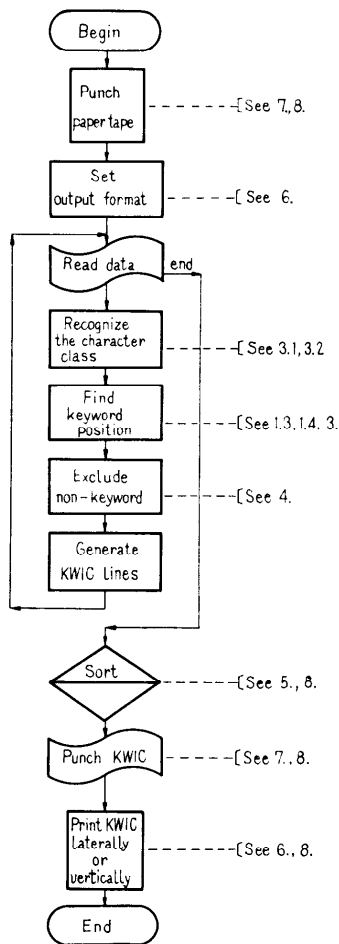 Begin
Punch
papertape
[See 7., 8.
Set
output format
[See 6.
Read data
end
Recognize
the character
class
[See 3.1, 3.2
Find
keyword
position
[See 1.3, 1.4. 3.
Exclude
non-keyword
[See 4.
Generate
KWIC Lines
Sort
[See 5., 8.
Punch KWIC
[See 7., 8.
Print KWIC
laterally
or
vertically
[See 6., 8.
End